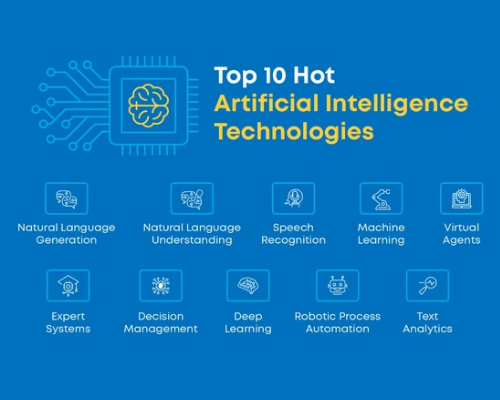 Top 10 Hot
Artificial Intelligence
Technologies
Natural Language
Generation
Natural Language
Understanding
Speech
Recognition
Machine
Learning
Virtual
Agents
Expert
Systems
Decision
Management
Deep
Learning
Robotic Process
Automation
Text
Analytics